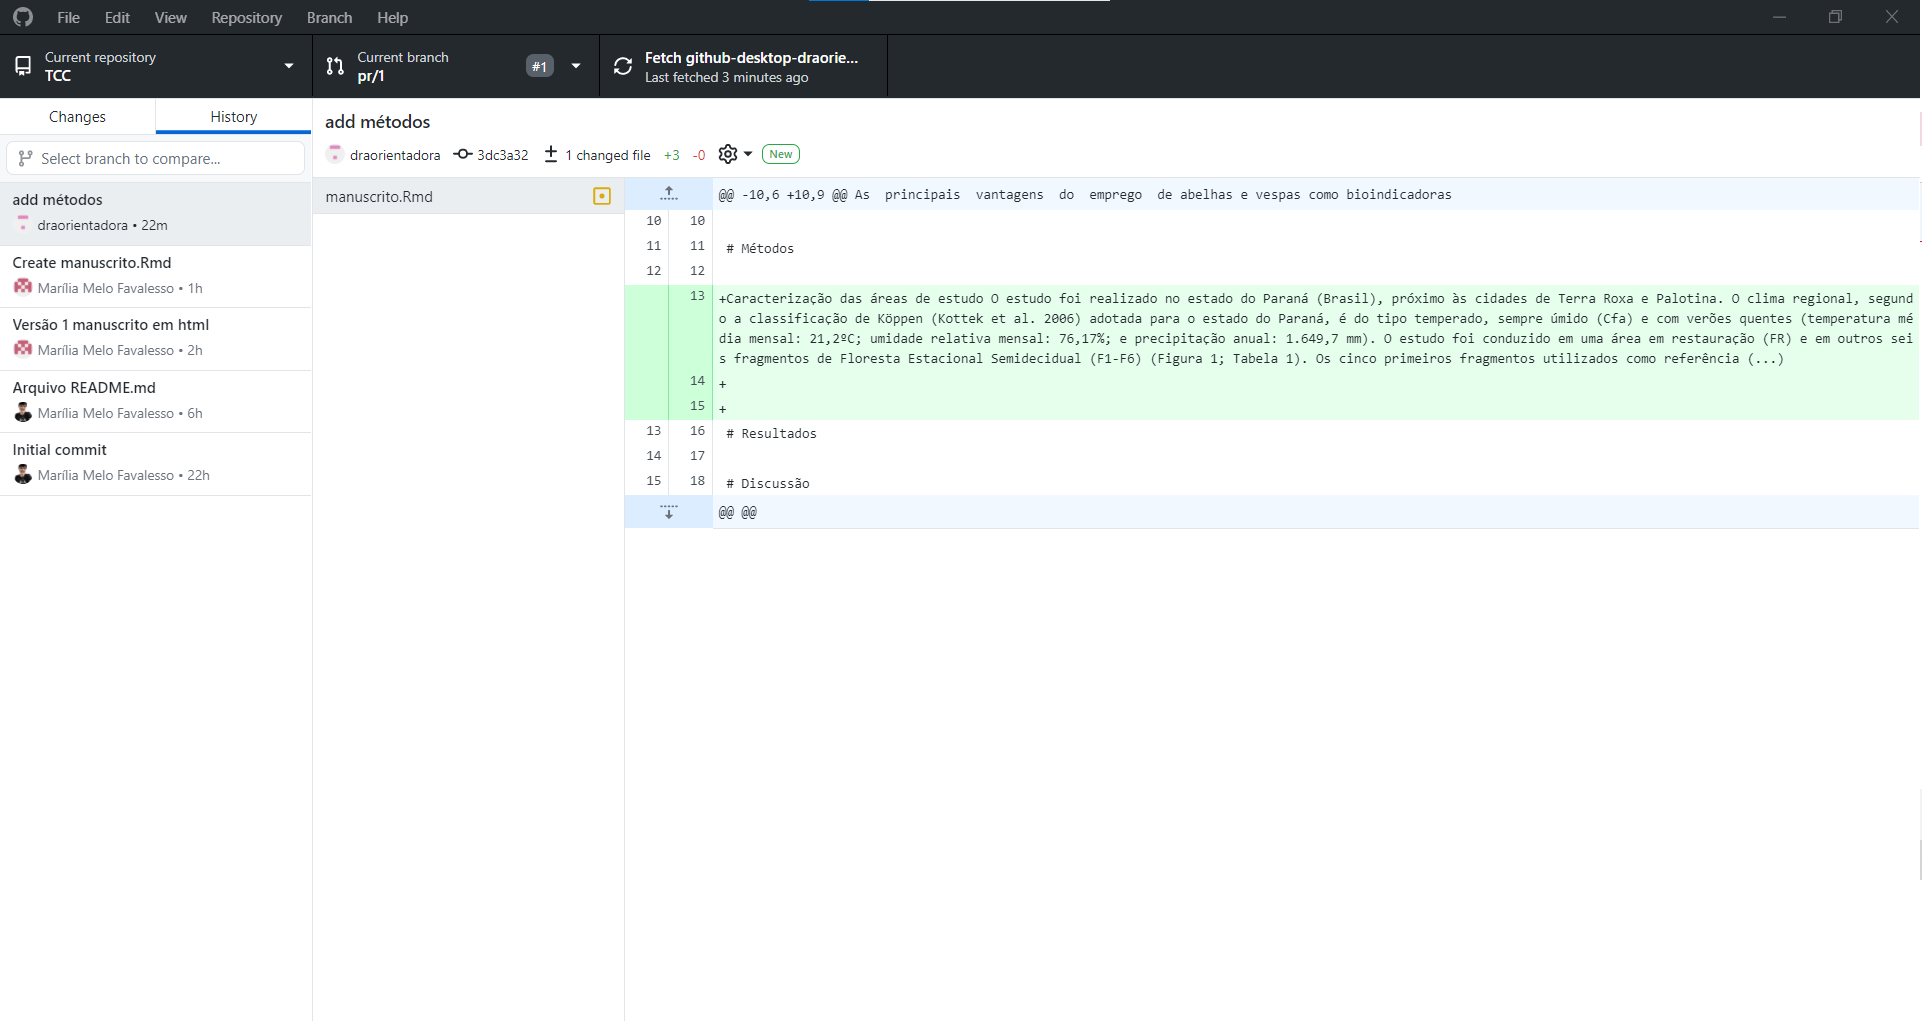 File Edit View Repository Branch Help
Current repository
TCC
Current branch
pr/1
#1
Fetch github-desktop-draorie...
Last fetched 3 minutes ago
Changes
History
Select branch to compare...
add métodos
draorientadora • 22m
Create manuscrito.Rmd
Marília Melo Favalesso • 1h
Versão 1 manuscrito em html
Marília Melo Favalesso • 2h
Arquivo README.md
Marília Melo Favalesso • 6h
Initial commit
Marília Melo Favalesso • 22h
add métodos
draorientadora 3dc3a32 1 changed file +3 -0 New
manuscrito.Rmd
@@ -10,6 +10,9 @@ As principais vantagens do emprego de abelhas e vespas como bioindicadoras
10 10
11 11 # Métodos
12 12
13 +Caracterização das áreas de estudo O estudo foi realizado no estado do Paraná (Brasil), próximo às cidades de Terra Roxa e Palotina. O clima regional, segund
o a classificação de Köppen (Kottek et al. 2006) adotada para o estado do Paraná, é do tipo temperado, sempre úmido (Cfa) e com verões quentes (temperatura mé
dia mensal: 21,2ºC; umidade relativa mensal: 76,17%; e precipitação anual: 1.649,7 mm). O estudo foi conduzido em uma área em restauração (FR) e em outros sei
s fragmentos de Floresta Estacional Semidecidual (F1-F6) (Figura 1; Tabela 1). Os cinco primeiros fragmentos utilizados como referência (...)
14 +
15 +
13 16 # Resultados
14 17
15 18 # Discussão
@@ @@